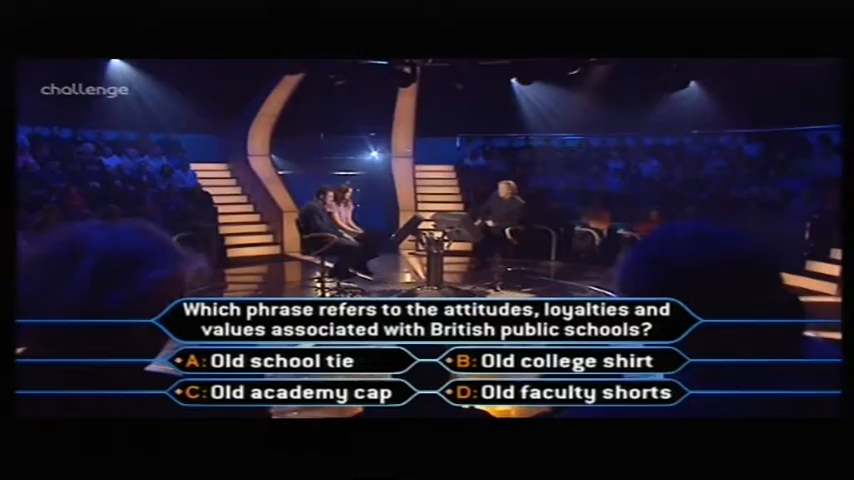 challenge
Which phrase refers to the attitudes, loyalties and
values associated with British public schools?
A: Old school tie
B: Old college shirt
C: Old academy cap
D: Old faculty shorts